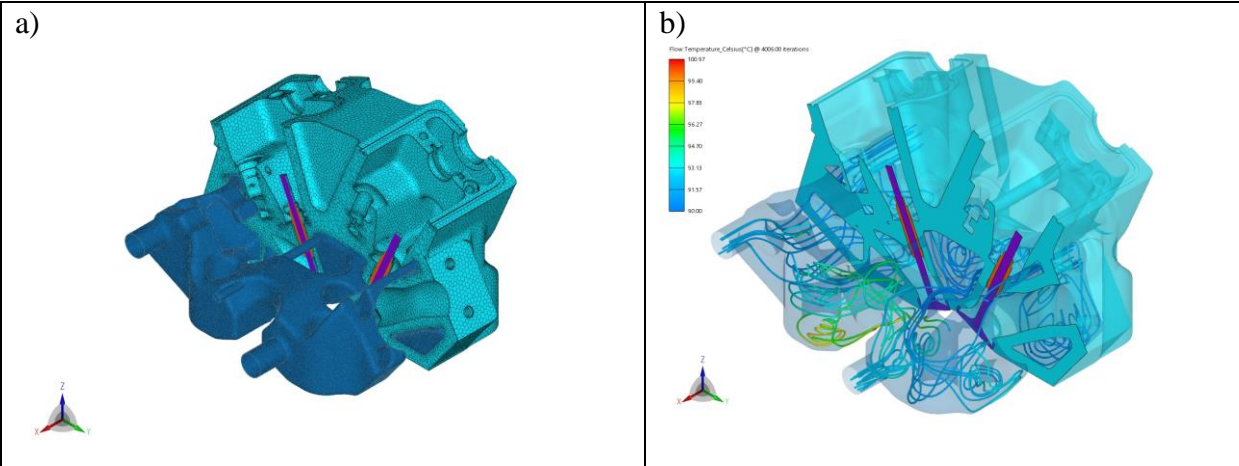 a)
b)
Flow: Temperature_Celsius[°C] @ 4006.00 iterations
100.97
99.40
97.83
96.27
94.70
93.13
91.57
90.00
Z
X
Y
Z
X
Y